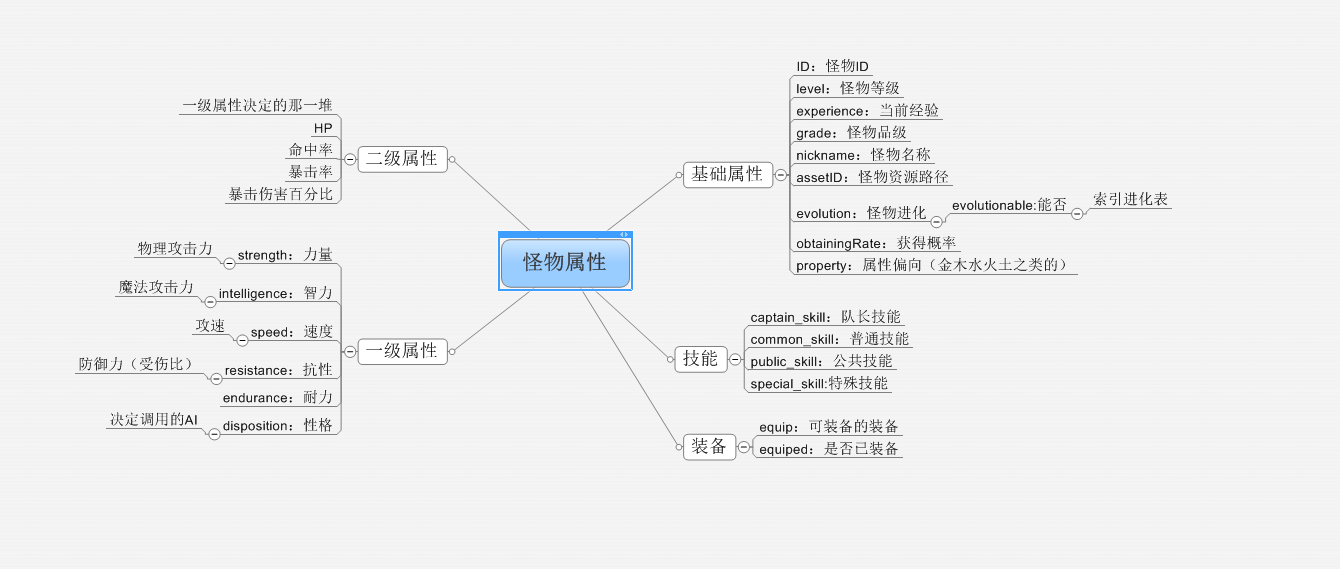 怪物属性
基础属性
ID：怪物ID
level：怪物等级
experience：当前经验
grade：怪物品级
nickname：怪物名称
assetID：怪物资源路径
evolution：怪物进化
evolutionable:能否
索引进化表
obtainingRate：获得概率
property：属性偏向（金木水火土之类的）
技能
captain_skill：队长技能
common_skill：普通技能
public_skill：公共技能
special_skill:特殊技能
装备
equip：可装备的装备
equiped：是否已装备
二级属性
一级属性决定的那一堆
HP
命中率
暴击率
暴击伤害百分比
一级属性
strength：力量
物理攻击力
intelligence：智力
魔法攻击力
speed：速度
攻速
resistance：抗性
防御力（受伤比）
endurance：耐力
disposition：性格
决定调用的AI